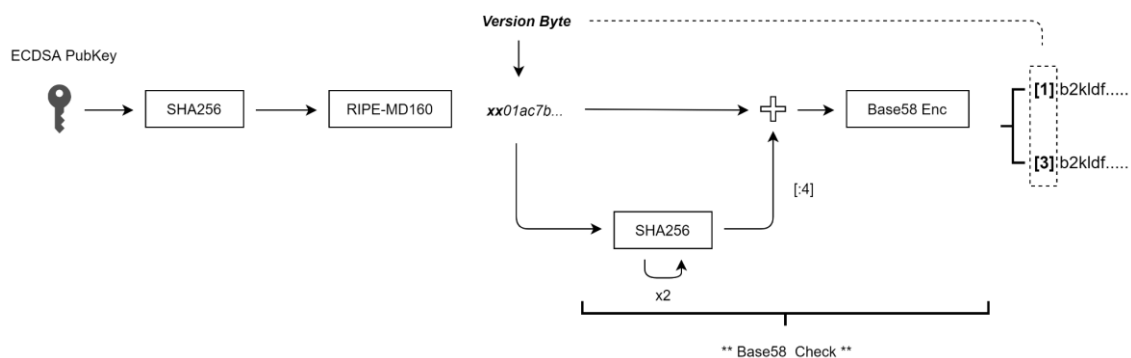 Version Byte
ECDSA PubKey
SHA256
RIPE-MD160
xx01ac7b...
Base58 Enc
[1] b2kldf.....
[3] b2kldf.....
[:4]
SHA256
x2
** Base58 Check **